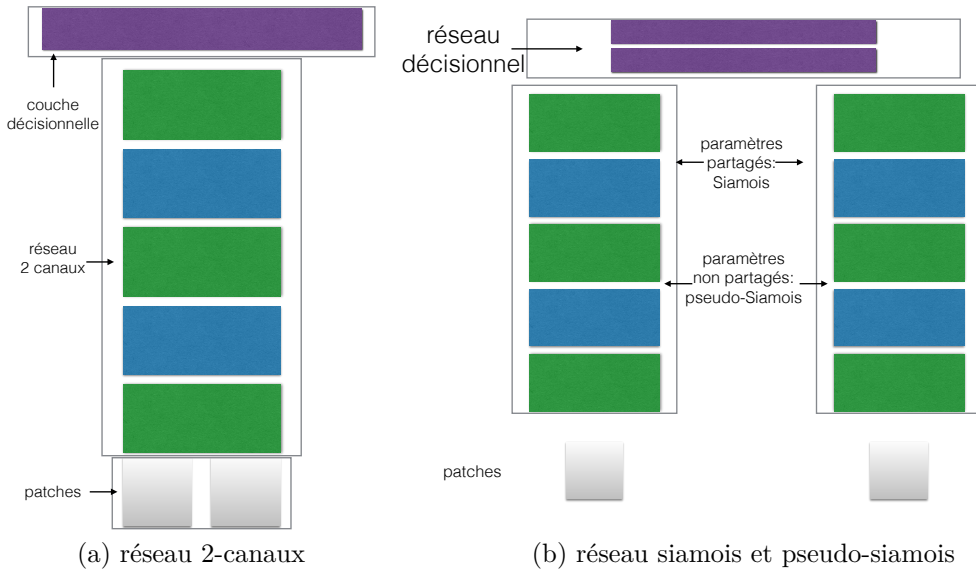 couche
décisionnelle
réseau
2 canaux
patches
(a) réseau 2-canaux
réseau
décisionnel
paramètres
partagés:
Siamois
paramètres
non partagés:
pseudo-Siamois
patches
(b) réseau siamois et pseudo-siamois